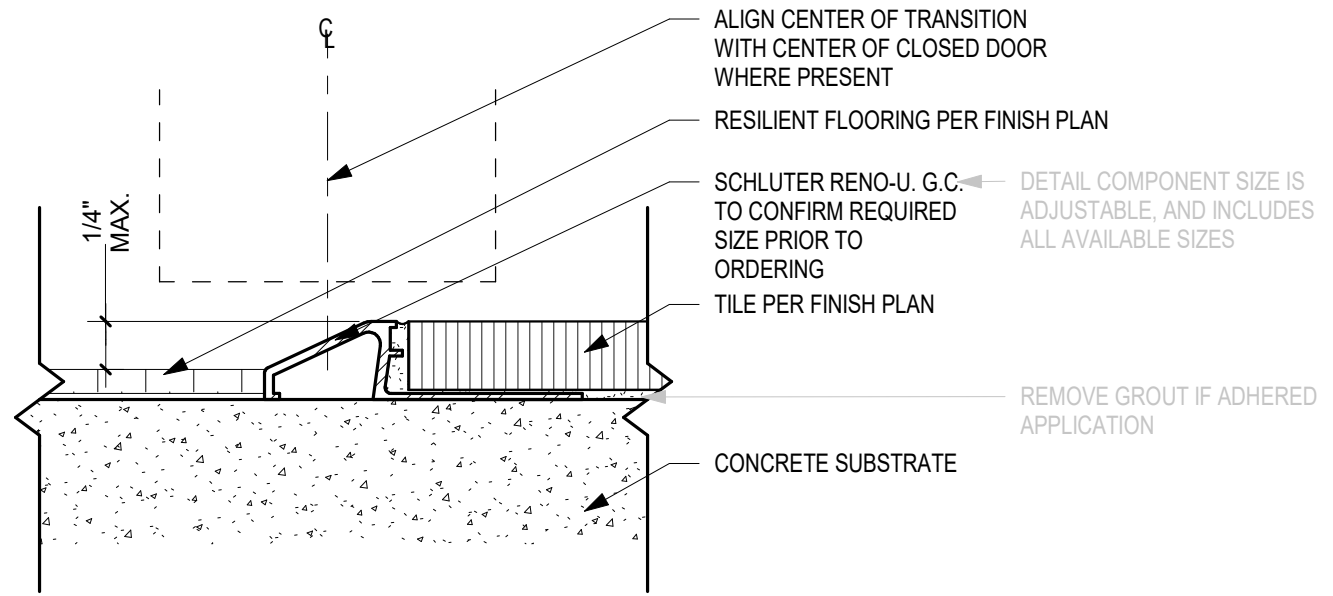 ℄
ALIGN CENTER OF TRANSITION
WITH CENTER OF CLOSED DOOR
WHERE PRESENT
RESILIENT FLOORING PER FINISH PLAN
SCHLUTER RENO-U. G.C.
TO CONFIRM REQUIRED
SIZE PRIOR TO
ORDERING
DETAIL COMPONENT SIZE IS
ADJUSTABLE, AND INCLUDES
ALL AVAILABLE SIZES
1/4"
MAX.
TILE PER FINISH PLAN
REMOVE GROUT IF ADHERED
APPLICATION
CONCRETE SUBSTRATE